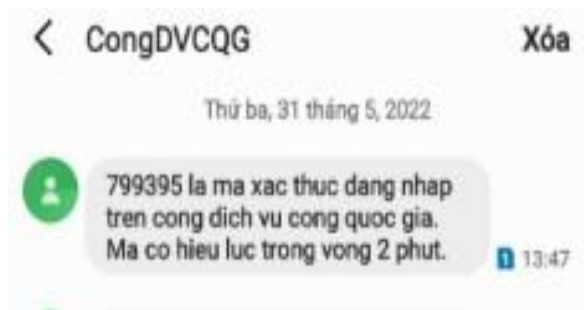 CongDVCQG
Xóa
Thứ ba, 31 tháng 5, 2022
799395 la ma xac thuc dang nhap
tren cong dich vu cong quoc gia.
Ma co hieu luc trong vong 2 phut.
1 13:47